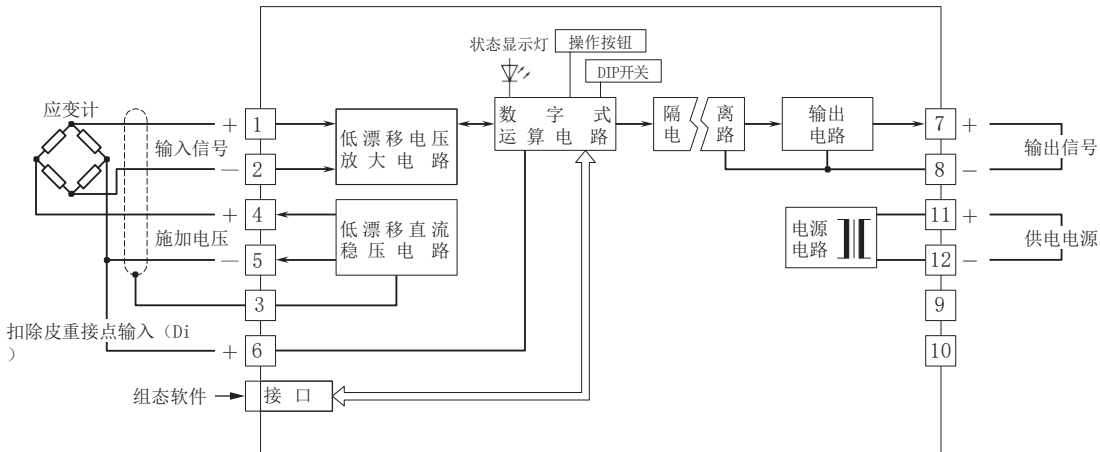 状态显示灯
操作按钮
DIP开关
应变计
+ 1
输入信号
— 2
低漂移电压
放大电路
数字式
运算电路
隔离
电路
输出
电路
7 +
输出信号
8 -
+ 4
施加电压
— 5
低漂移直流
稳压电路
电源
电路
11 +
供电电源
12 -
3
9
扣除皮重接点输入（Di
）
+ 6
10
组态软件
接口